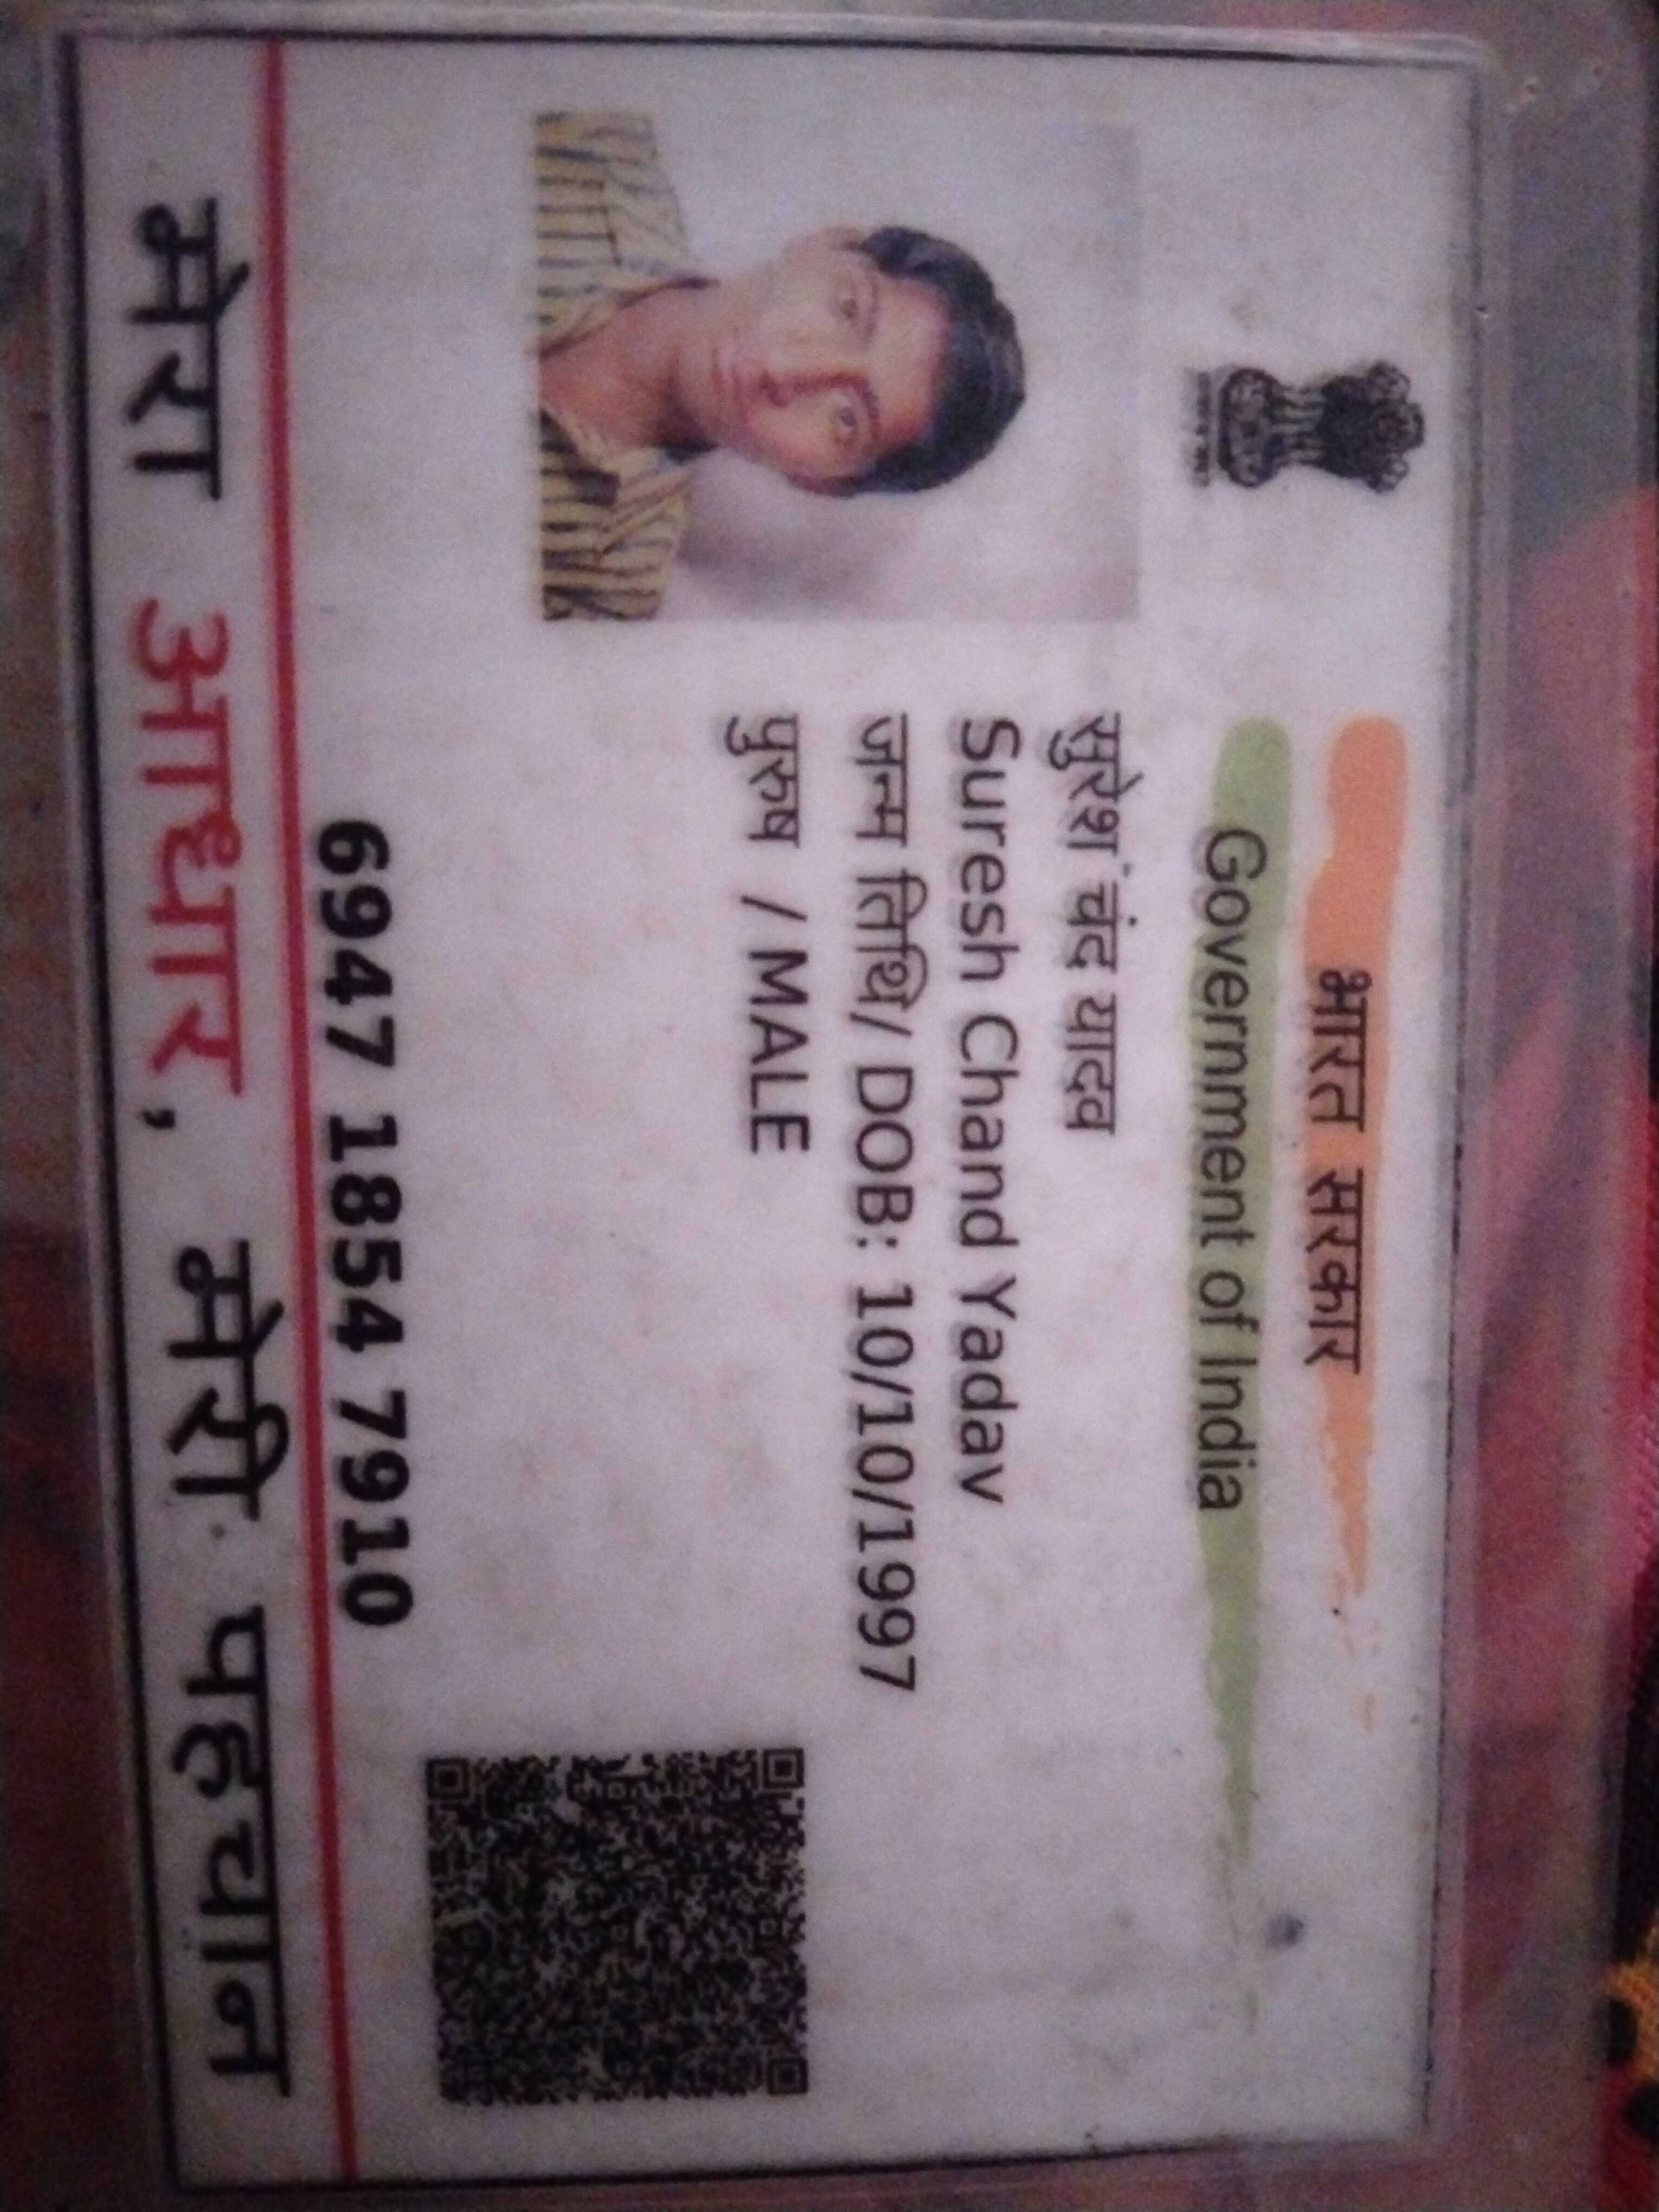 भारत सरकार
Government of India
सुरेश चंद यादव
Suresh Chand Yadav
जन्म तिथि/ DOB: 10/10/1997
पुरुष / MALE
6947 1854 7910
मेरा आधार, मेरी पहचान